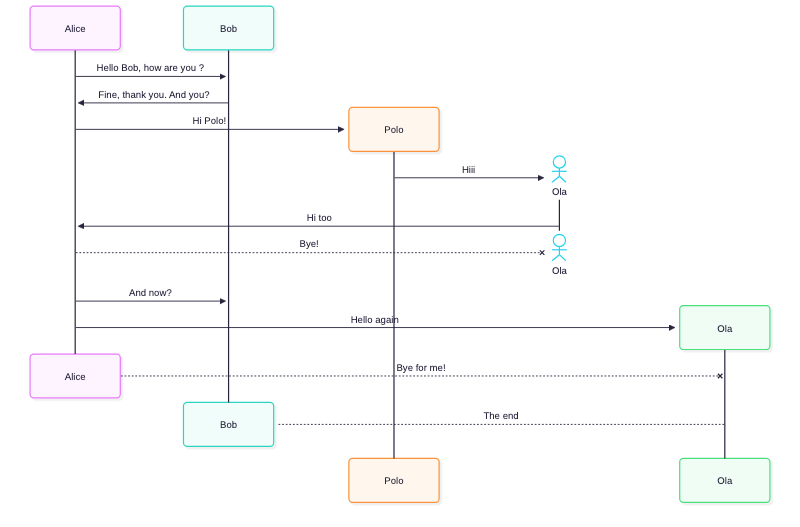 Alice
Bob
Hello Bob, how are you ?
Fine, thank you. And you?
Hi Polo!
Polo
Hiii
Ola
Hi too
Bye!
Ola
And now?
Hello again
Ola
Bye for me!
Alice
The end
Bob
Polo
Ola